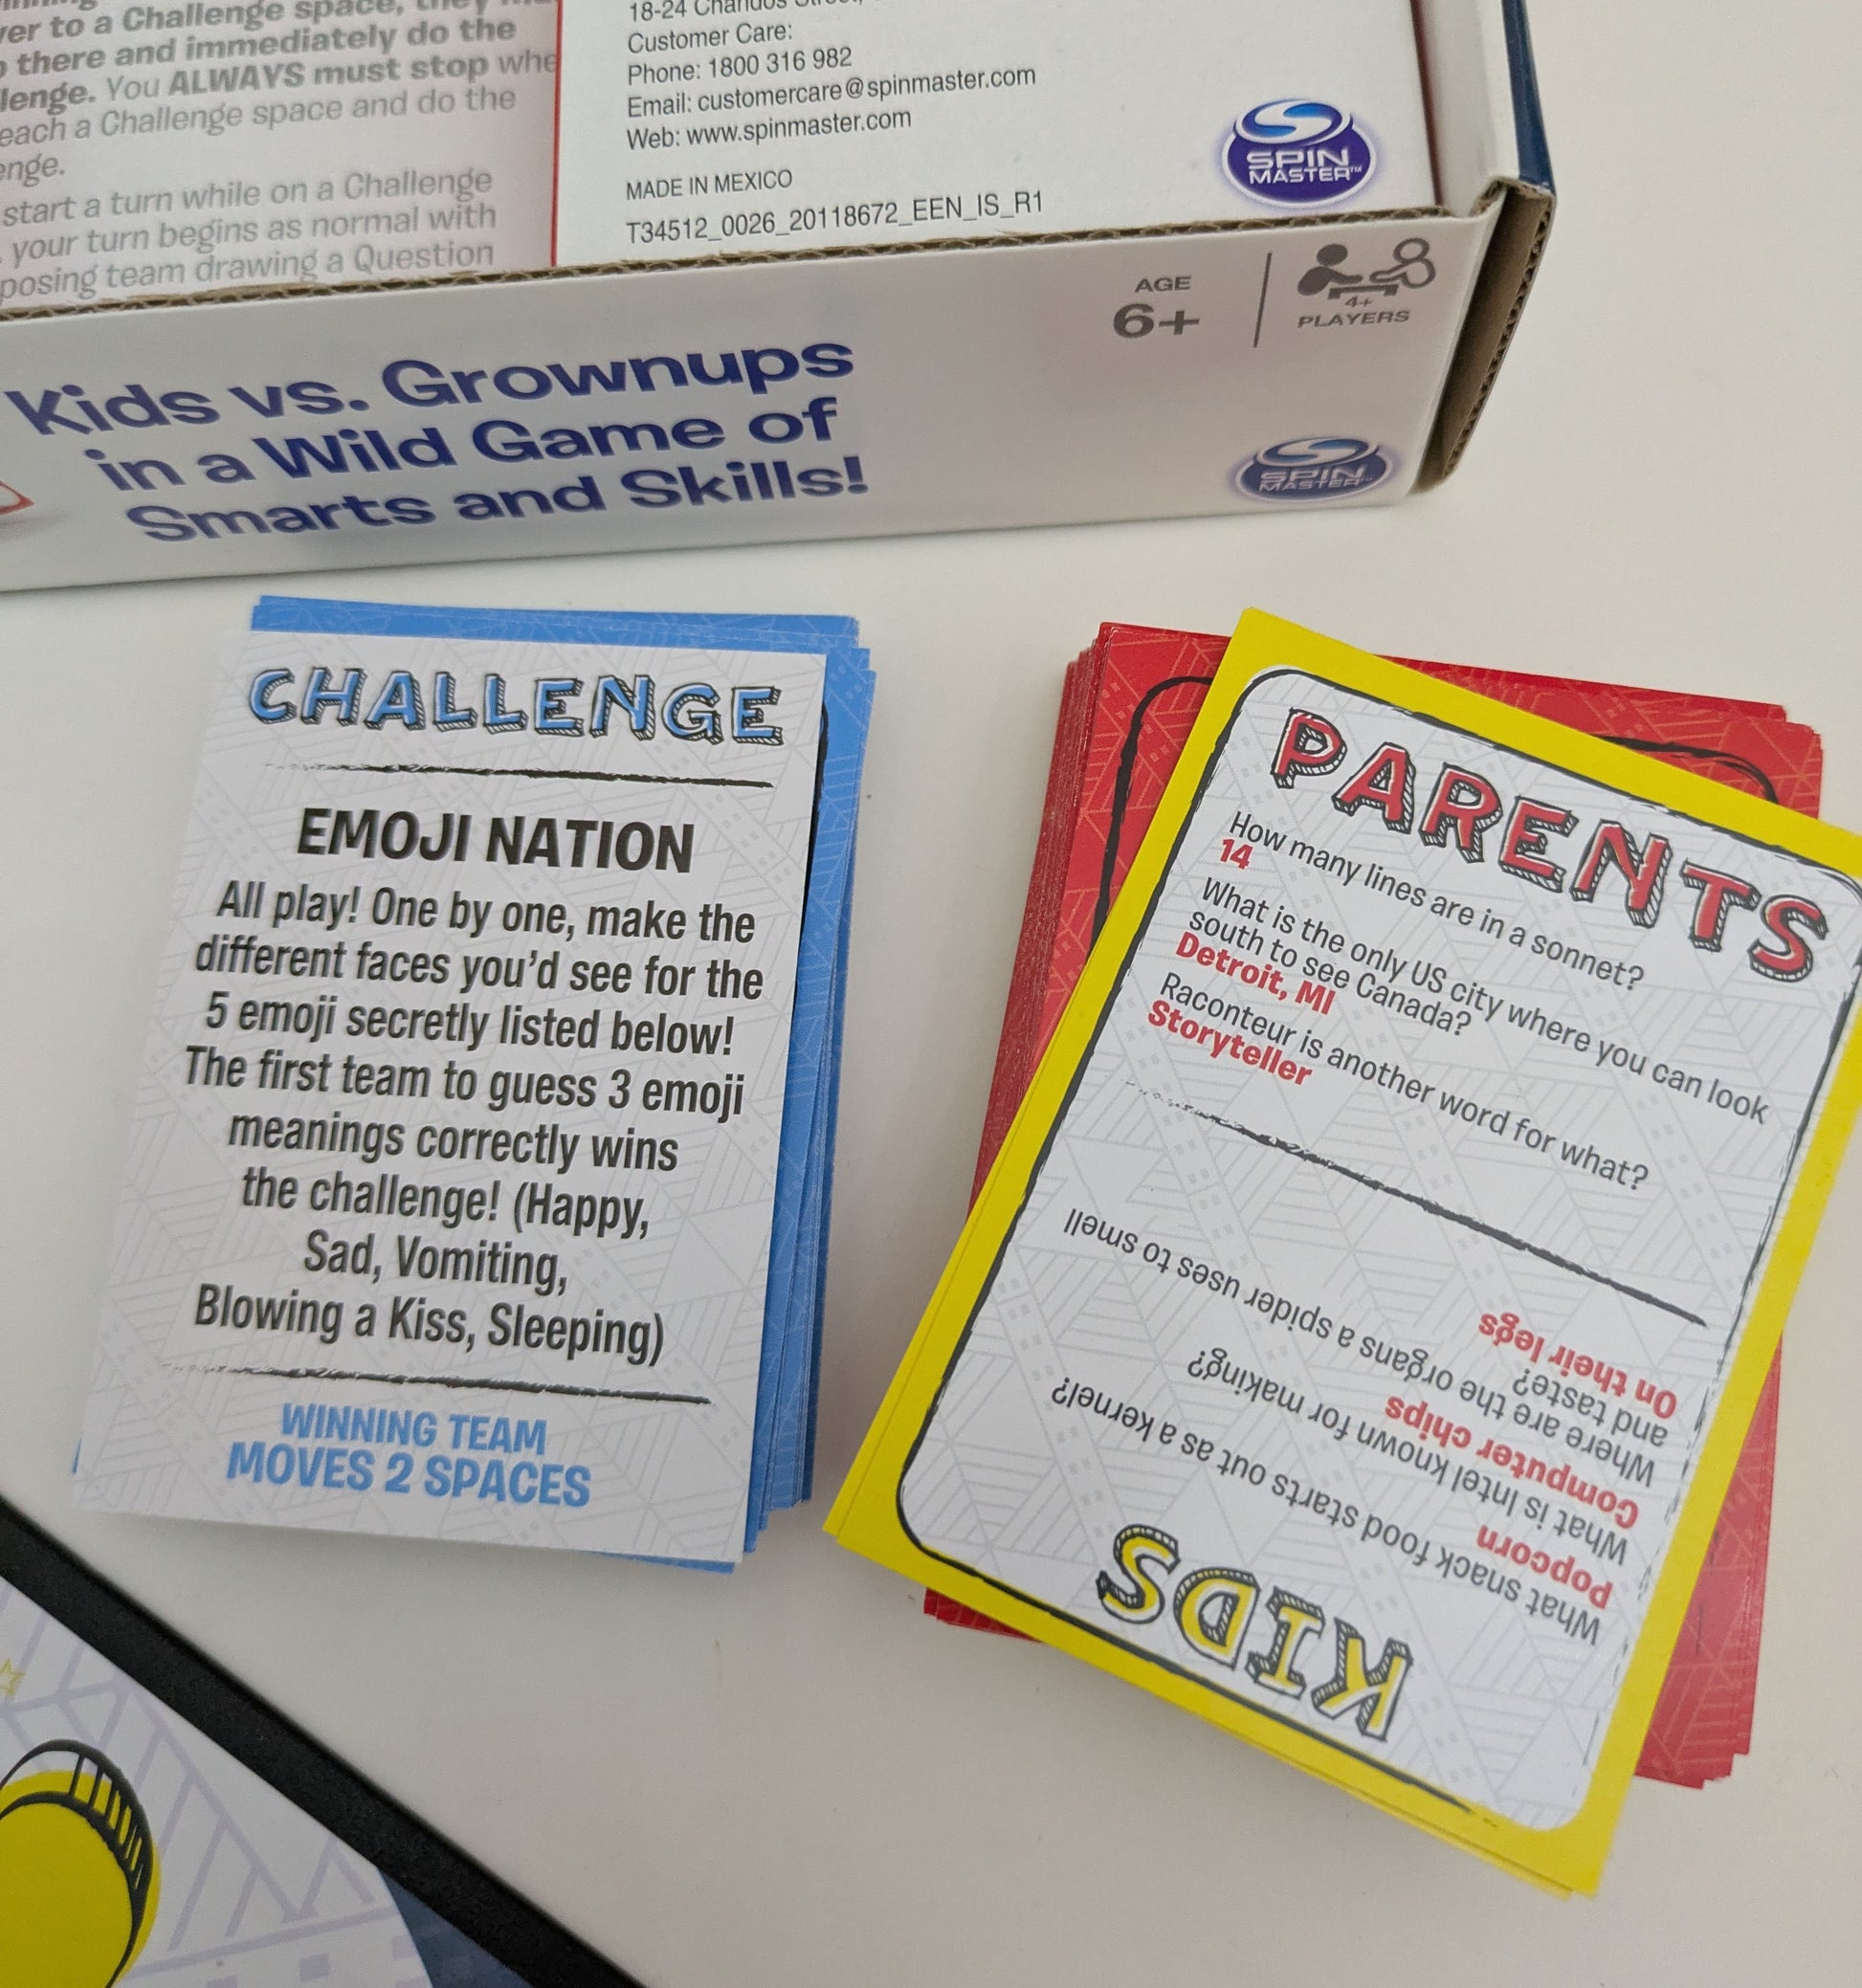 er to a Challenge space, they
there and immediately do the
lenge. You ALWAYS must stop
each a Challenge space and do the
enge.
start a turn while on a Challenge
your turn begins as normal with
posing team drawing a Question
18-24 Chandos
Customer Care:
Phone: 1800 316 982
Email: customercare@spinmaster.com
Web: www.spinmaster.com
MADE IN MEXICO
T34512_0026_20118672_EEN_IS_R1
SPIN
MASTER™
AGE
6+
4+
PLAYERS
Kids vs. Grownups
in a Wild Game of
Smarts and Skills!
SPIN
MASTER
CHALLENGE
EMOJI NATION
All play! One by one, make the
different faces you'd see for the
5 emoji secretly listed below!
The first team to guess 3 emoji
meanings correctly wins
the challenge! (Happy,
Sad, Vomiting,
Blowing a Kiss, Sleeping)
WINNING TEAM
MOVES 2 SPACES
PARENTS
How many lines are in a sonnet?
14
What is the only US city where you can look
south to see Canada?
Detroit, MI
Raconteur is another word for what?
Storyteller
KIDS
What snack food starts out as a kernel?
Popcorn
What is Intel known for making?
Computer chips
Where are the organs a spider uses to smell
and taste?
On their legs